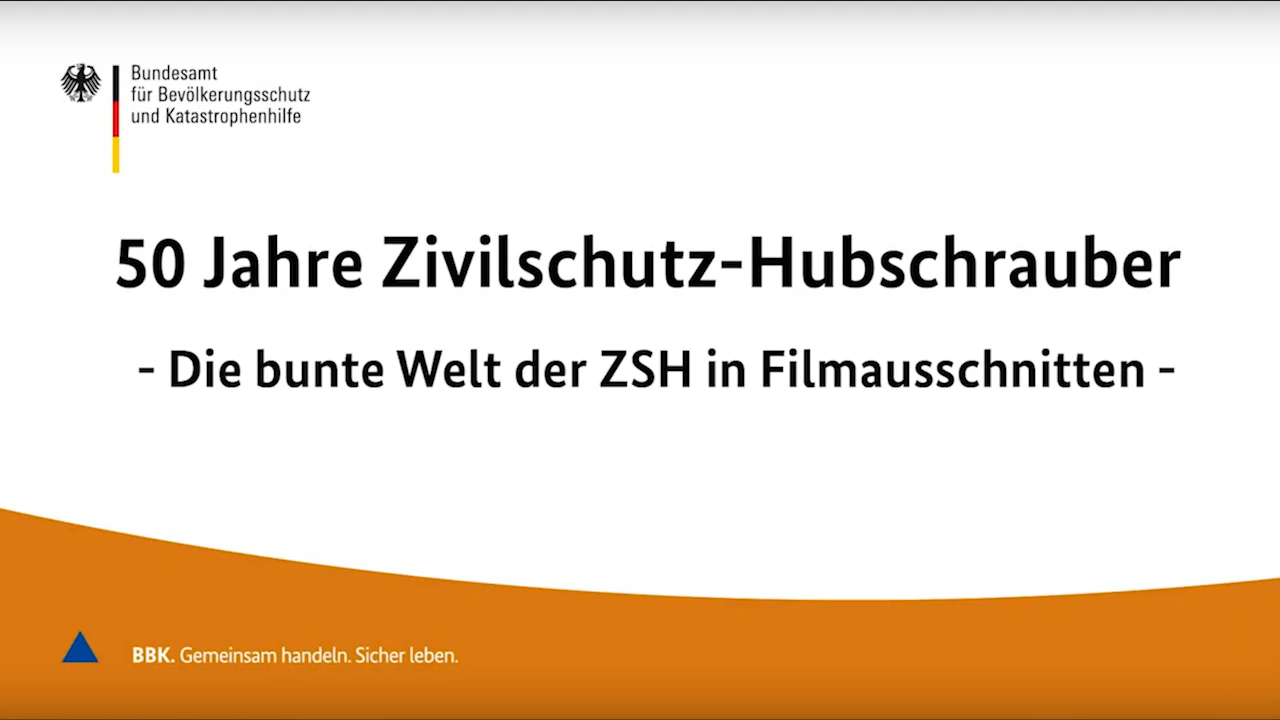 Bundesamt
für Bevölkerungsschutz
und Katastrophenhilfe
50 Jahre Zivilschutz-Hubschrauber
- Die bunte Welt der ZSH in Filmausschnitten -
BBK. Gemeinsam handeln. Sicher leben.